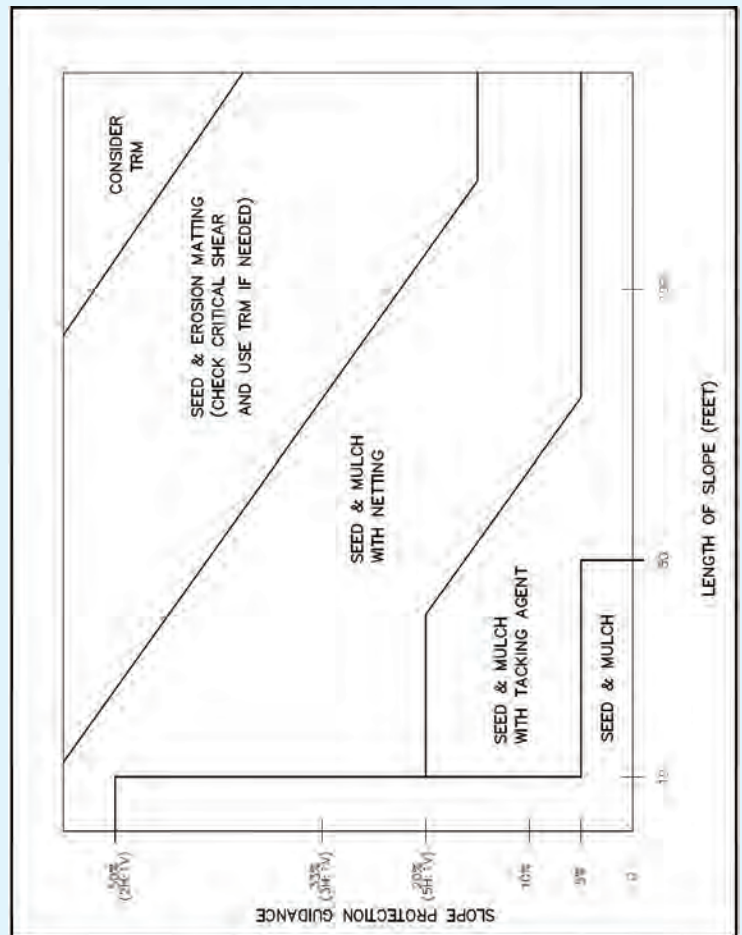 CONSIDER
TRM
SEED & EROSION MATTING
(CHECK CRITICAL SHEAR
AND USE TRM IF NEEDED)
SEED & MULCH
WITH NETTING
SEED & MULCH
WITH TACKING AGENT
SEED & MULCH
SLOPE PROTECTION GUIDANCE
50%
(2H:1V)
33%
(3H:1V)
20%
(5H:1V)
10%
5%
0
10
50
LENGTH OF SLOPE (FEET)